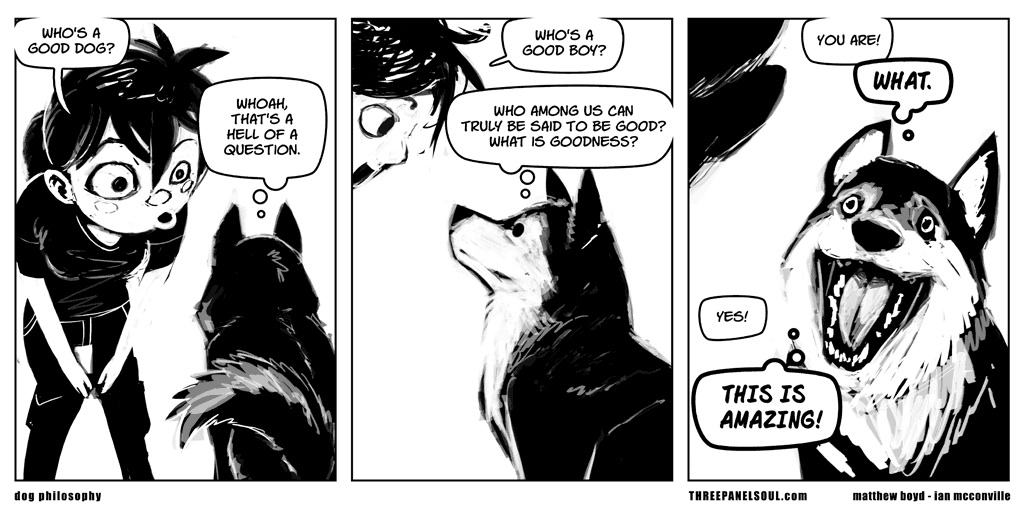 WHO'S A
GOOD DOG?
WHOAH,
THAT'S A
HELL OF A
QUESTION.
WHO'S A
GOOD BOY?
WHO AMONG US CAN
TRULY BE SAID TO BE GOOD?
WHAT IS GOODNESS?
YOU ARE!
WHAT.
YES!
THIS IS
AMAZING!
dog philosophy
THREEPANELSOUL.com
matthew boyd - ian mcconville